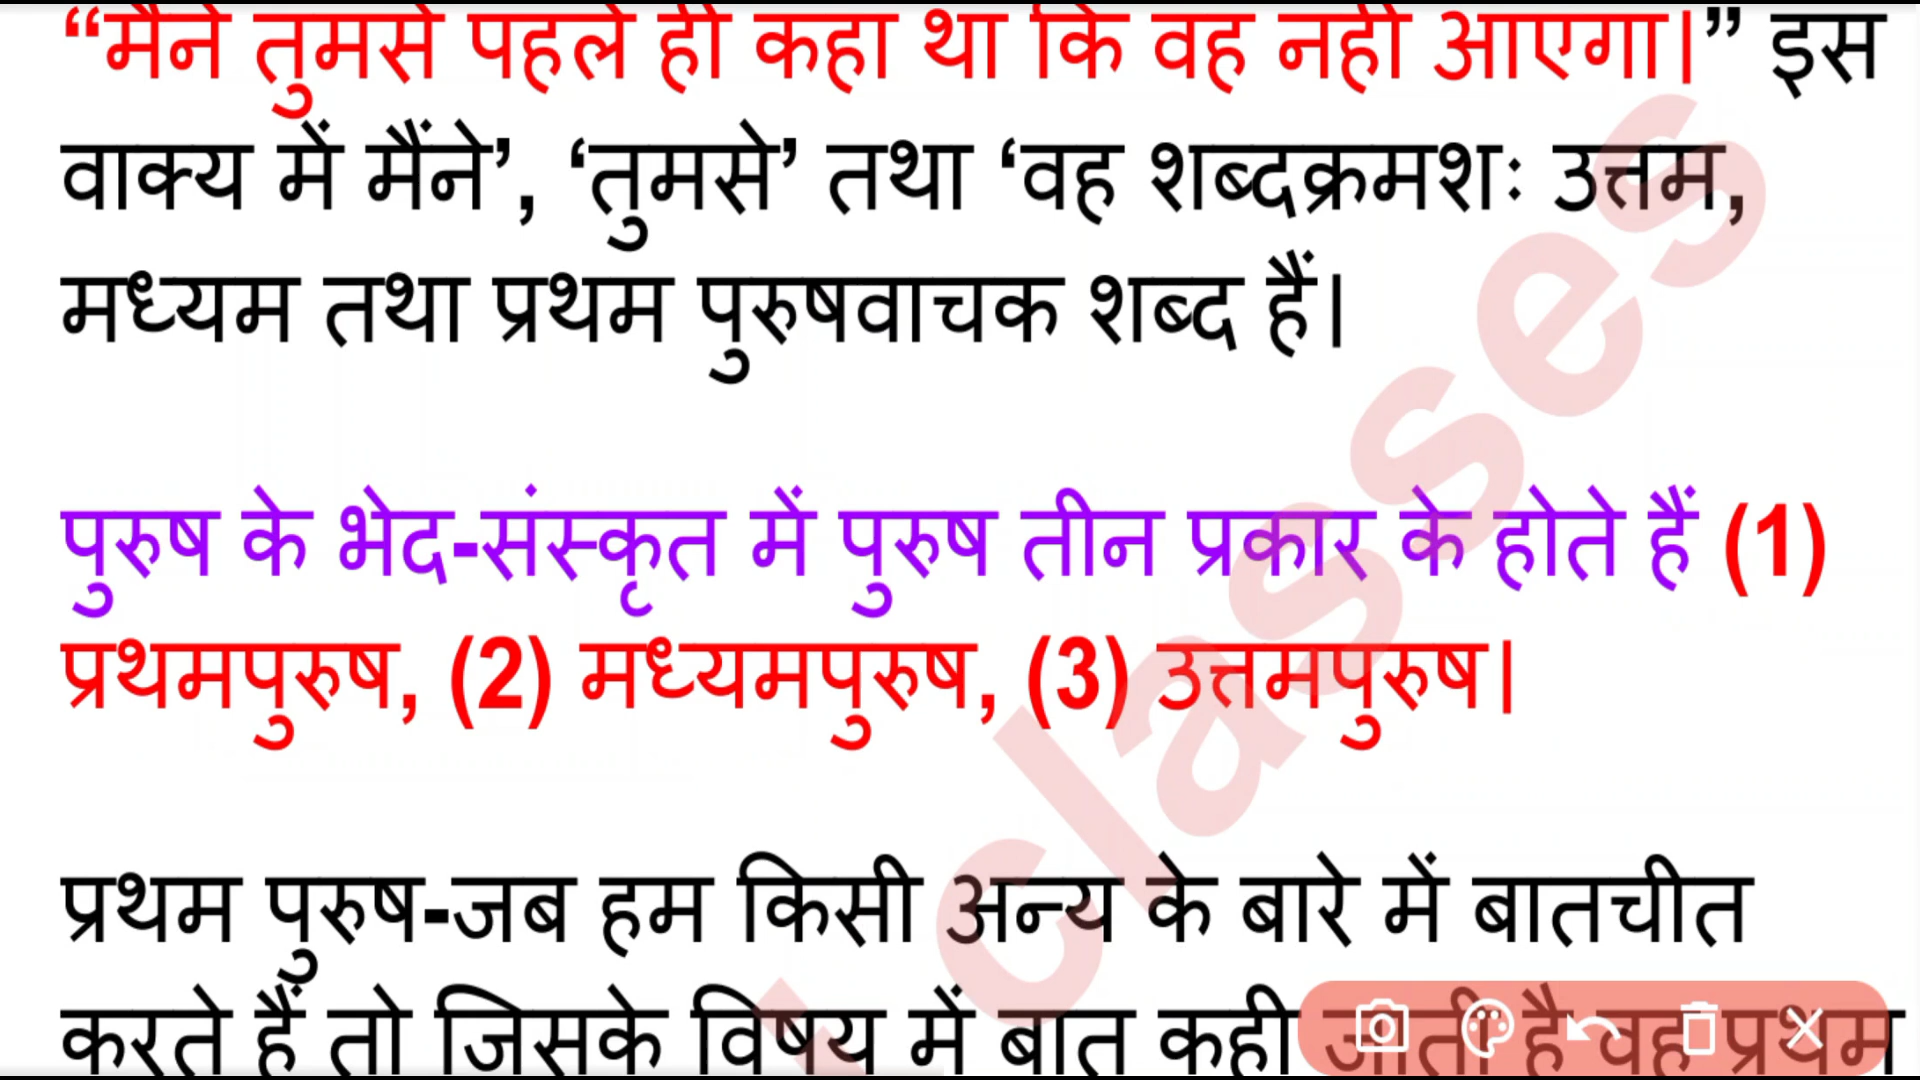 “मैंने तुमसे पहले ही कहा था कि वह नहीं आएगा।” इस
वाक्य में मैंने’, ‘तुमसे’ तथा ‘वह शब्दक्रमशः उत्तम,
मध्यम तथा प्रथम पुरुषवाचक शब्द हैं।
पुरुष के भेद-संस्कृत में पुरुष तीन प्रकार के होते हैं (1)
प्रथमपुरुष, (2) मध्यमपुरुष, (3) उत्तमपुरुष।
प्रथम पुरुष-जब हम किसी अन्य के बारे में बातचीत
करते हैं तो जिसके विषय में बात कही जाती है वह प्रथम
classes